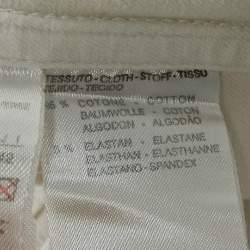 TESSUTO-CLOTH-STOFF-TISSU
TEJIDO-TECIDO
% COTONE - COTTON
BAUMWOLLE - COTON
ALGODON - ALGODÃO
% ELASTAN - ELASTANE
ELASTHAN - ELASTHANNE
ELASTANO-SPANDEX